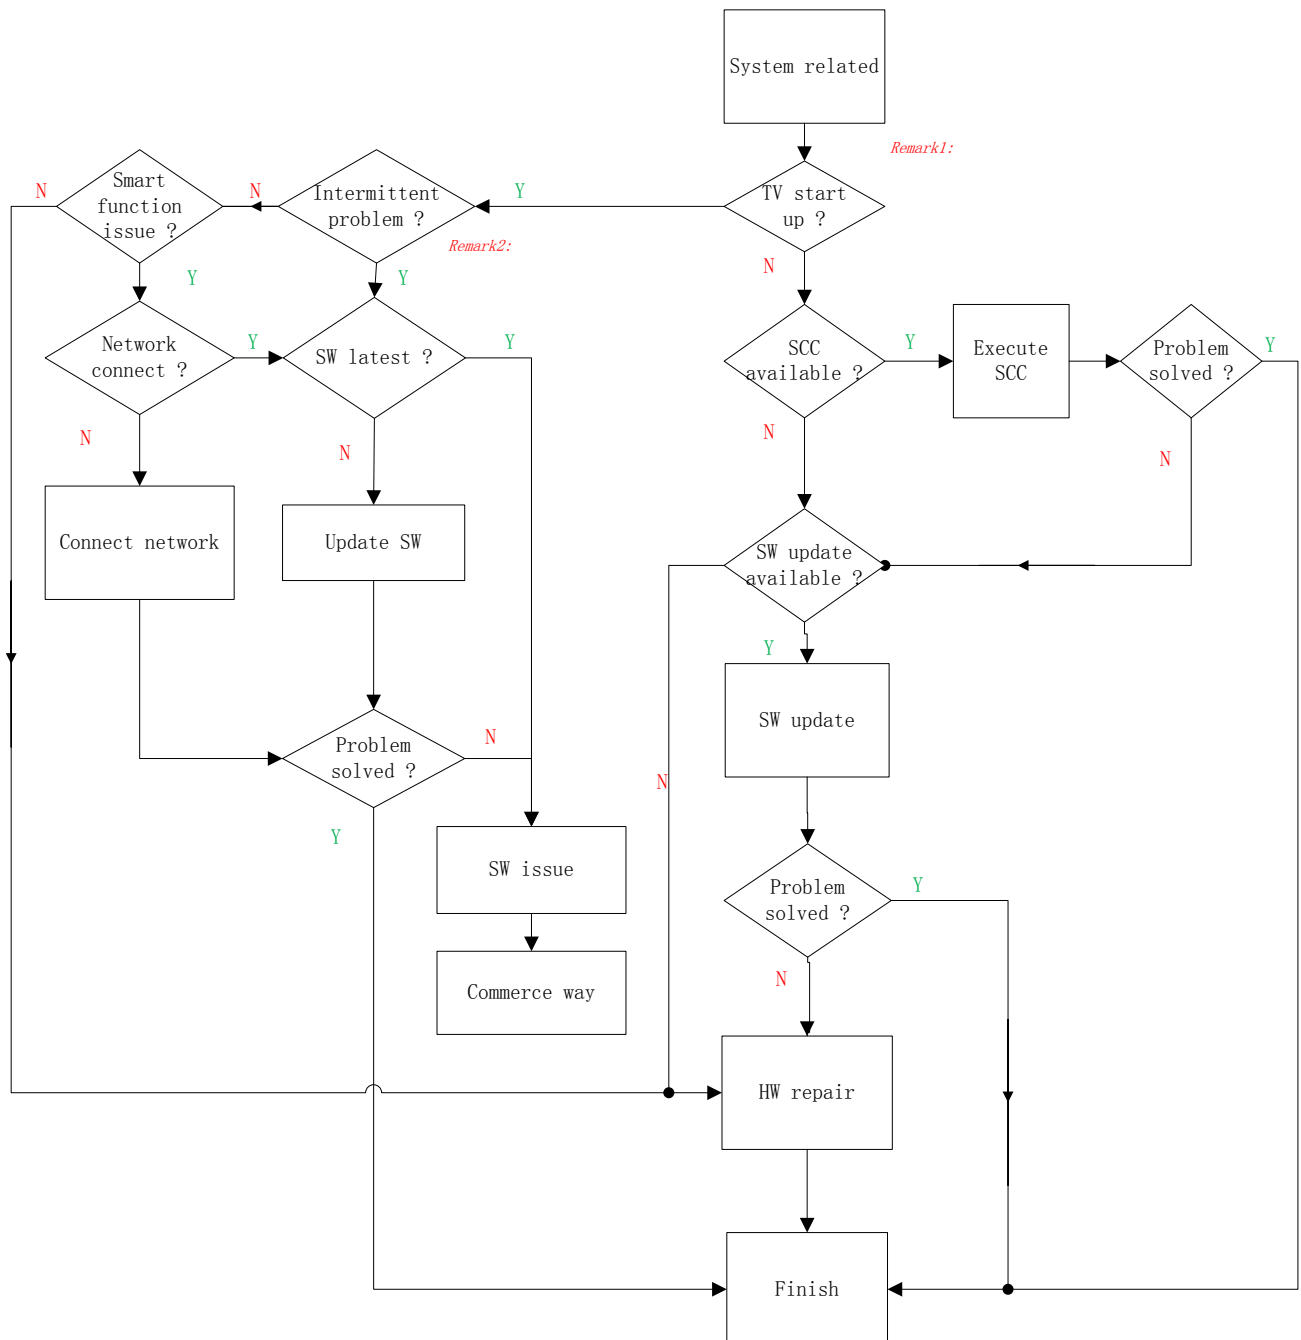 System related
Remark1:
TV start
up ?
Y
N
Intermittent
problem ?
Remark2:
N
Y
Smart
function
issue ?
N
Y
Network
connect ?
Y
N
SW latest ?
Y
N
SCC
available ?
Y
N
Execute
SCC
Problem
solved ?
Y
N
Connect network
Update SW
SW update
available ?
Y
N
SW update
Problem
solved ?
N
Y
SW issue
Commerce way
Problem
solved ?
Y
N
HW repair
Finish